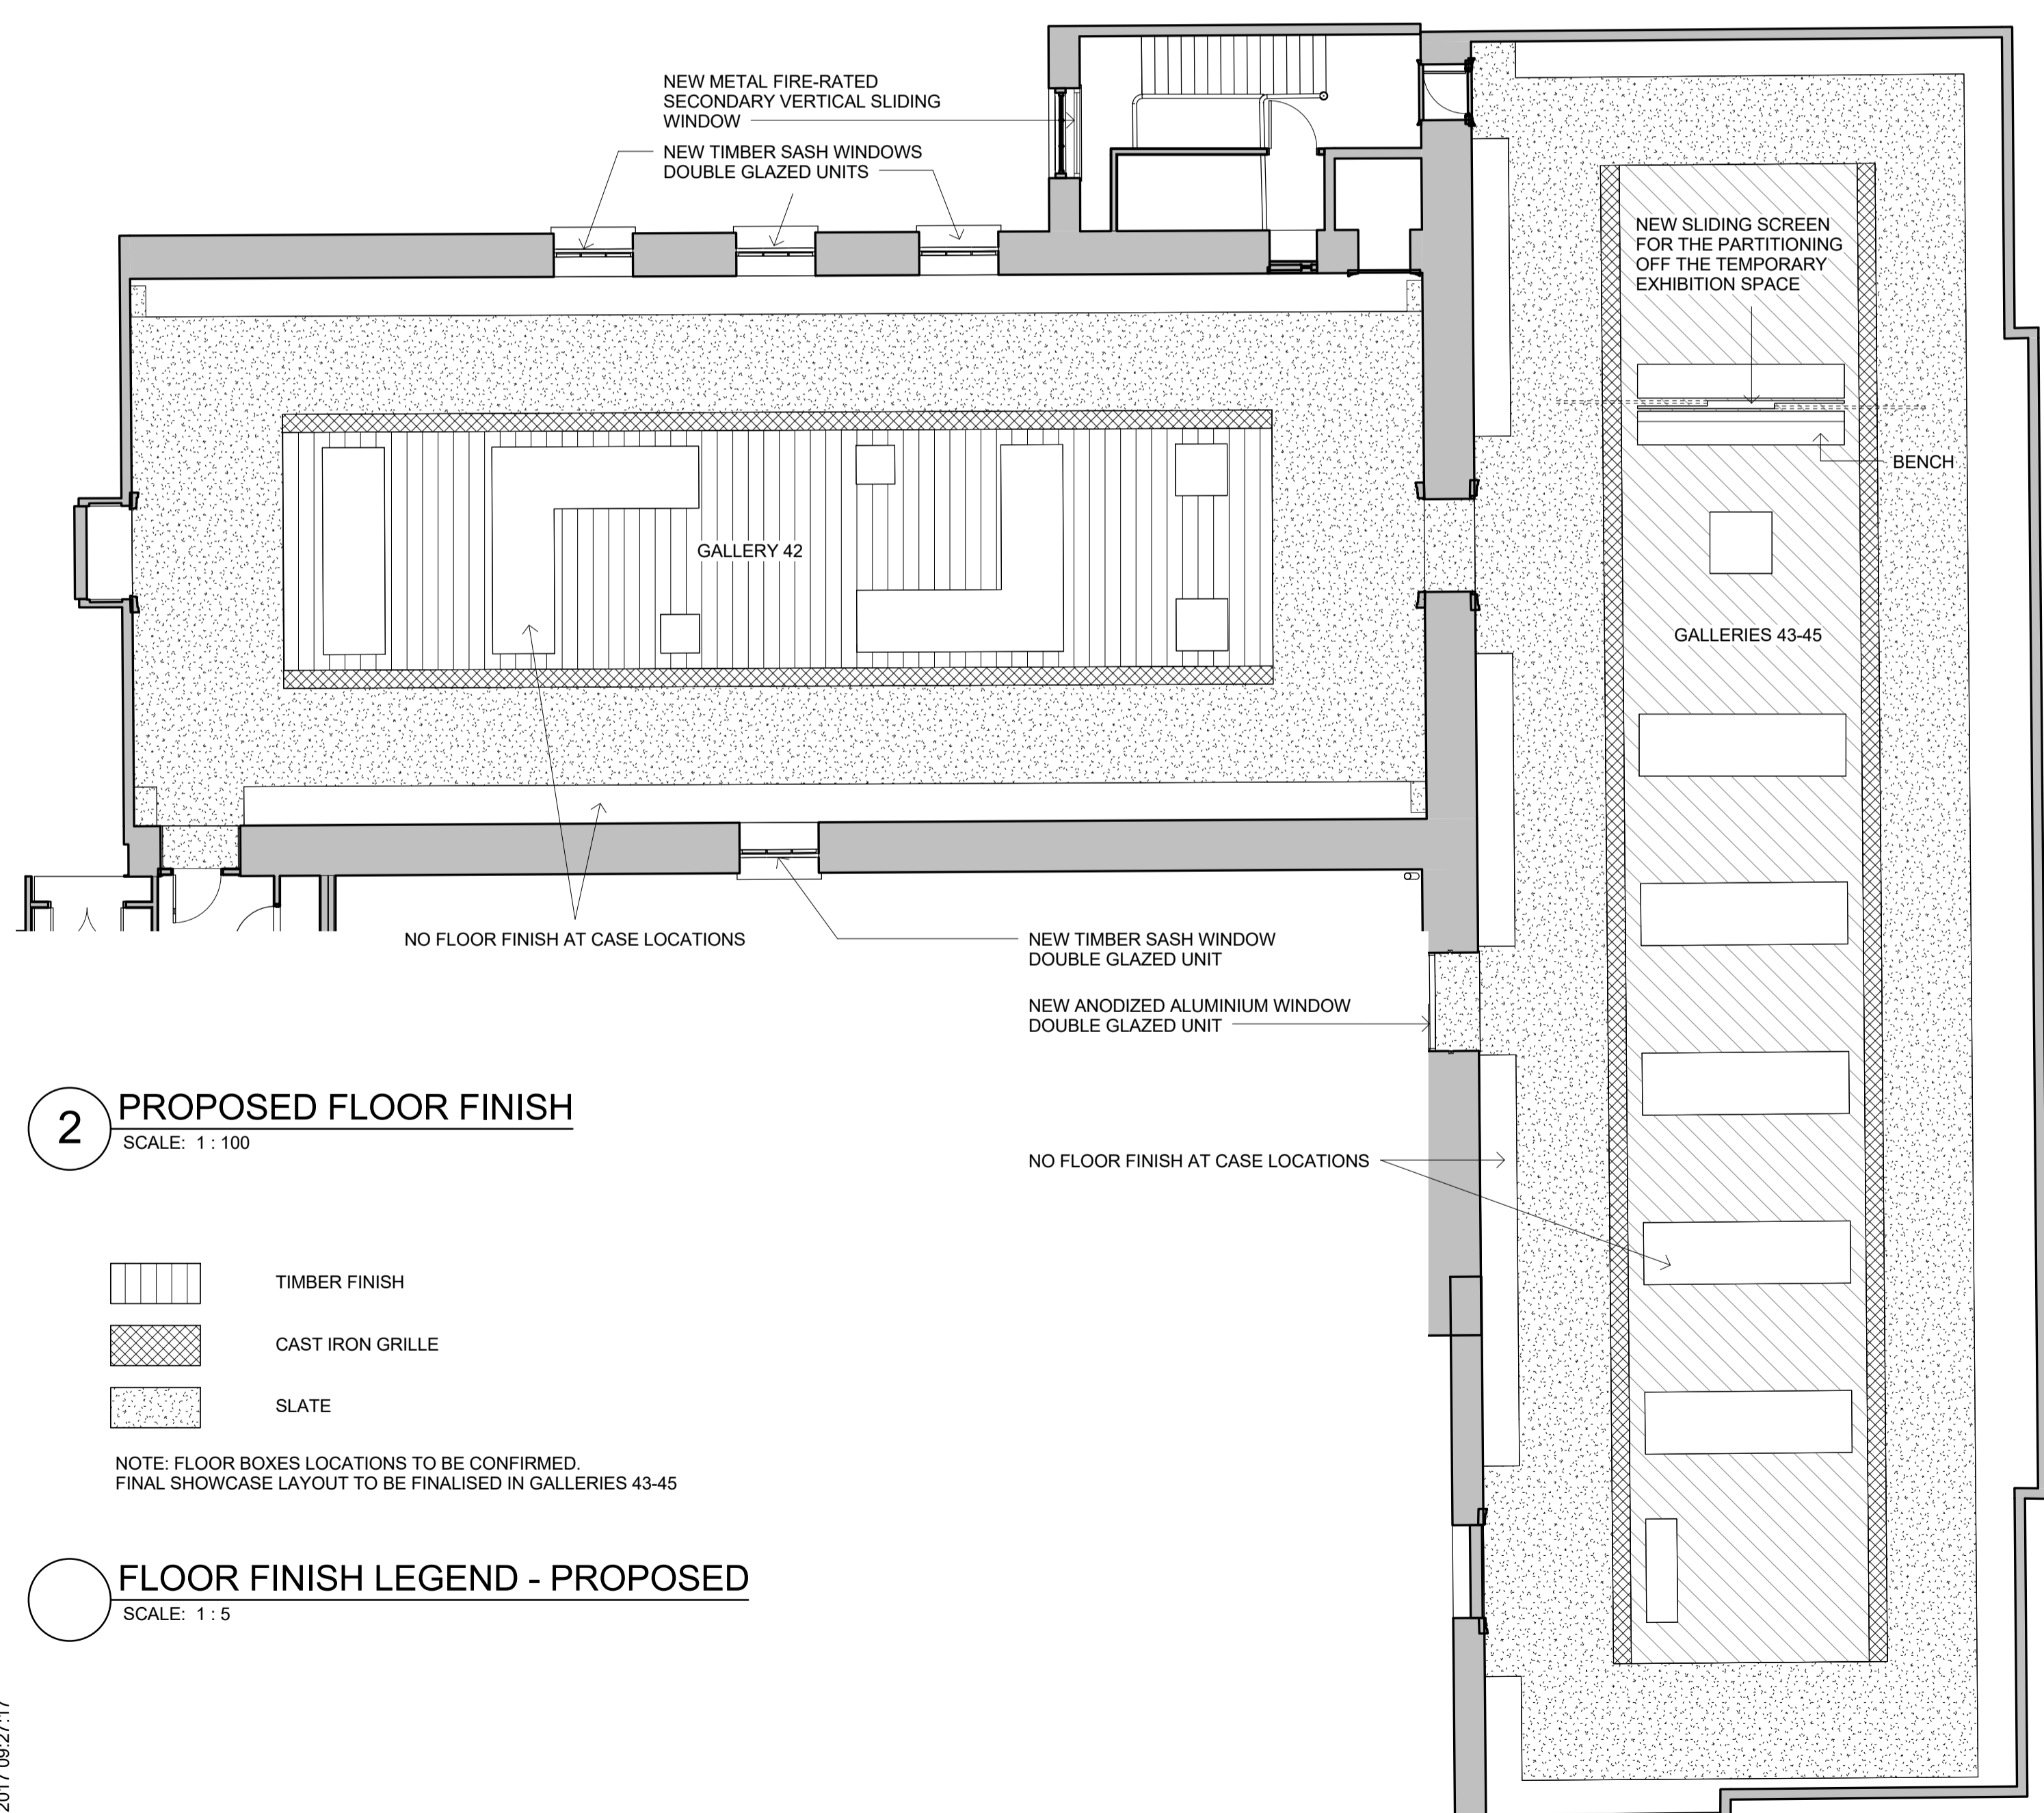 NEW METAL FIRE-RATED
SECONDARY VERTICAL SLIDING
WINDOW
NEW TIMBER SASH WINDOWS
DOUBLE GLAZED UNITS
NEW SLIDING SCREEN
FOR THE PARTITIONING
OFF THE TEMPORARY
EXHIBITION SPACE
BENCH
GALLERY 42
GALLERIES 43-45
NO FLOOR FINISH AT CASE LOCATIONS
NEW TIMBER SASH WINDOW
DOUBLE GLAZED UNIT
NEW ANODIZED ALUMINIUM WINDOW
DOUBLE GLAZED UNIT
2
PROPOSED FLOOR FINISH
SCALE: 1 : 100
NO FLOOR FINISH AT CASE LOCATIONS
TIMBER FINISH
CAST IRON GRILLE
SLATE
NOTE: FLOOR BOXES LOCATIONS TO BE CONFIRMED.
FINAL SHOWCASE LAYOUT TO BE FINALISED IN GALLERIES 43-45
FLOOR FINISH LEGEND - PROPOSED
SCALE: 1 : 5
2017 09:27:17